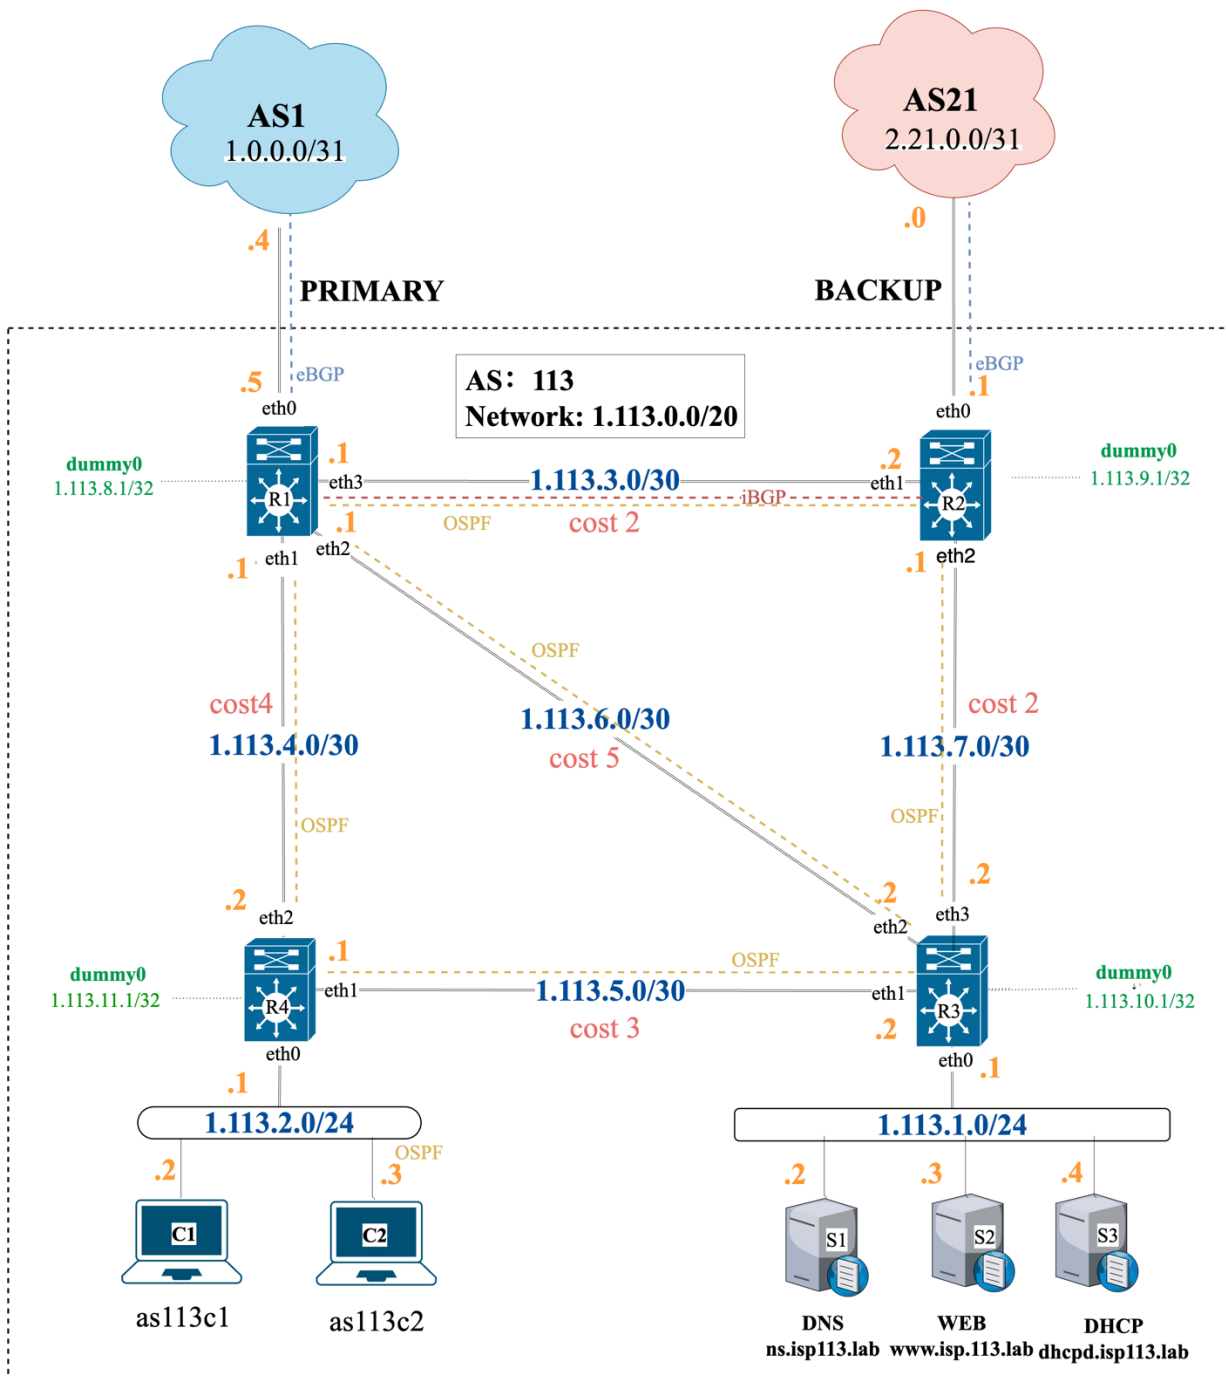 AS1
1.0.0.0/31
AS21
2.21.0.0/31
.4
.0
PRIMARY
BACKUP
eBGP
eBGP
.5
.1
eth0
eth0
AS: 113
Network: 1.113.0.0/20
dummy0
1.113.8.1/32
R1
.1
eth3
1.113.3.0/30
.2
eth1
iBGP
OSPF
cost 2
R2
dummy0
1.113.9.1/32
.1
eth2
eth1
.1
.1
eth2
OSPF
cost4
1.113.4.0/30
1.113.6.0/30
cost 5
cost 2
1.113.7.0/30
OSPF
OSPF
.2
eth2
.2
eth2
.2
eth3
dummy0
1.113.11.1/32
R4
.1
eth1
1.113.5.0/30
cost 3
OSPF
eth1
.2
R3
dummy0
1.113.10.1/32
eth0
.1
eth0
.1
1.113.2.0/24
1.113.1.0/24
OSPF
.2
.3
.2
.3
.4
C1
C2
S1
S2
S3
as113c1
as113c2
DNS
ns.isp113.lab
WEB
www.isp.113.lab
DHCP
dhcpd.isp113.lab